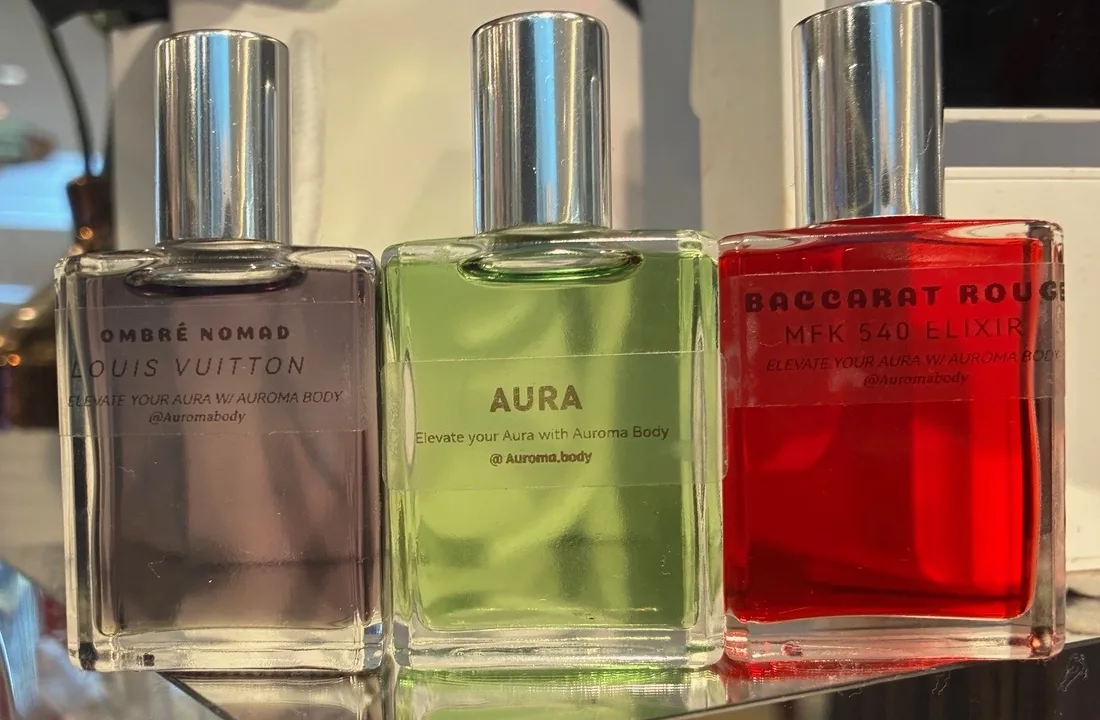 OMBRÉ NOMAD
LOUIS VUITTON
ELEVATE YOUR AURA W/ AUROMA BODY
@Auromabody
AURA
Elevate your Aura with Auroma Body
@ Auroma.body
BACCARAT ROUGE
MFK 540 ELIXIR
ELEVATE YOUR AURA W/ AUROMA BODY
@Auromabody